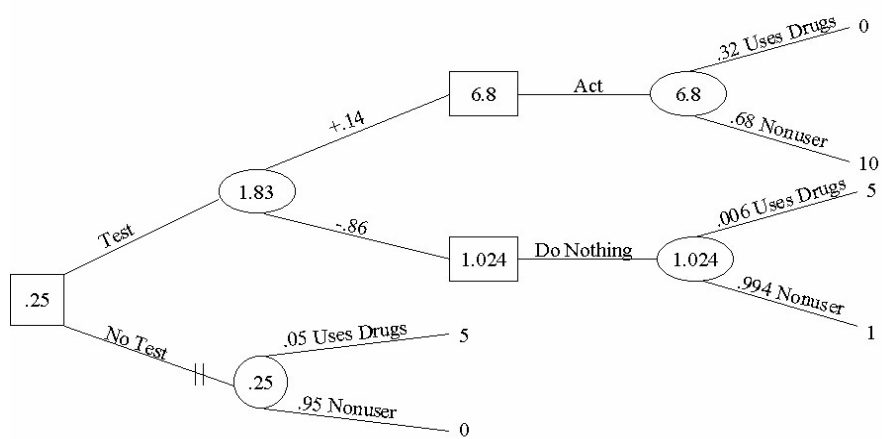 .32 Uses Drugs
0
6.8
Act
6.8
+.14
.68 Nonuser
10
1.83
5
.006 Uses Drugs
Test
-.86
1.024
Do Nothing
1.024
.25
.994 Nonuser
1
No Test
.05 Uses Drugs
5
.25
.95 Nonuser
0